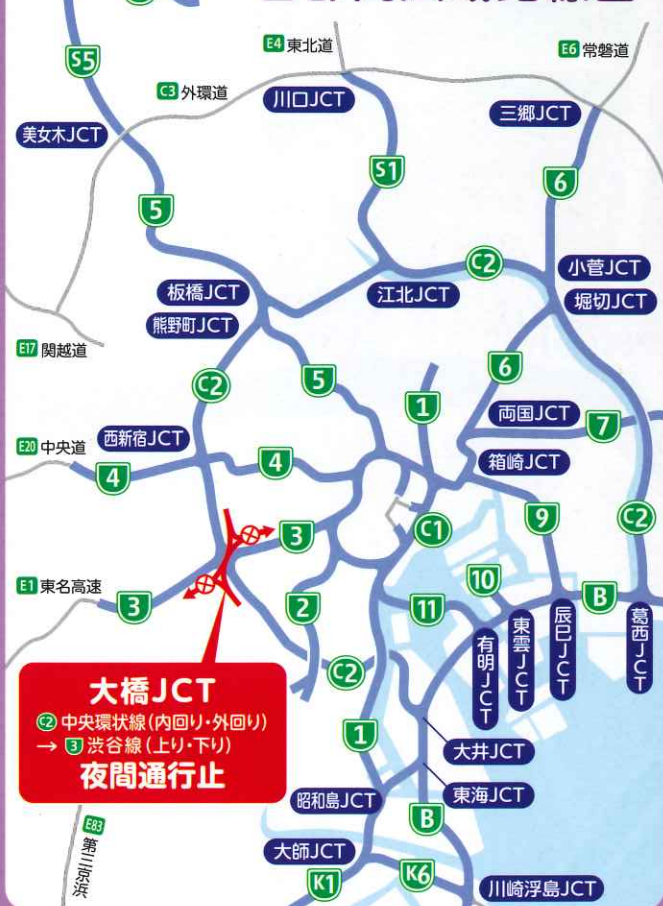 E4 東北道
E6 常磐道
S5
C3 外環道
川口JCT
三郷JCT
美女木JCT
S1
6
5
C2
小菅JCT
板橋JCT
江北JCT
堀切JCT
熊野町JCT
E17 関越道
C2
5
6
1
両国JCT
7
E20 中央道
西新宿JCT
4
4
箱崎JCT
9
C1
C2
3
E1 東名高速
3
2
11
10
B
有明JCT
東雲JCT
辰巳JCT
葛西JCT
C2
大橋JCT
C2 中央環状線(内回り・外回り)
→ 3 渋谷線(上り・下り)
夜間通行止
1
大井JCT
昭和島JCT
東海JCT
B
E83 第三京浜
大師JCT
K1
K6
川崎浮島JCT